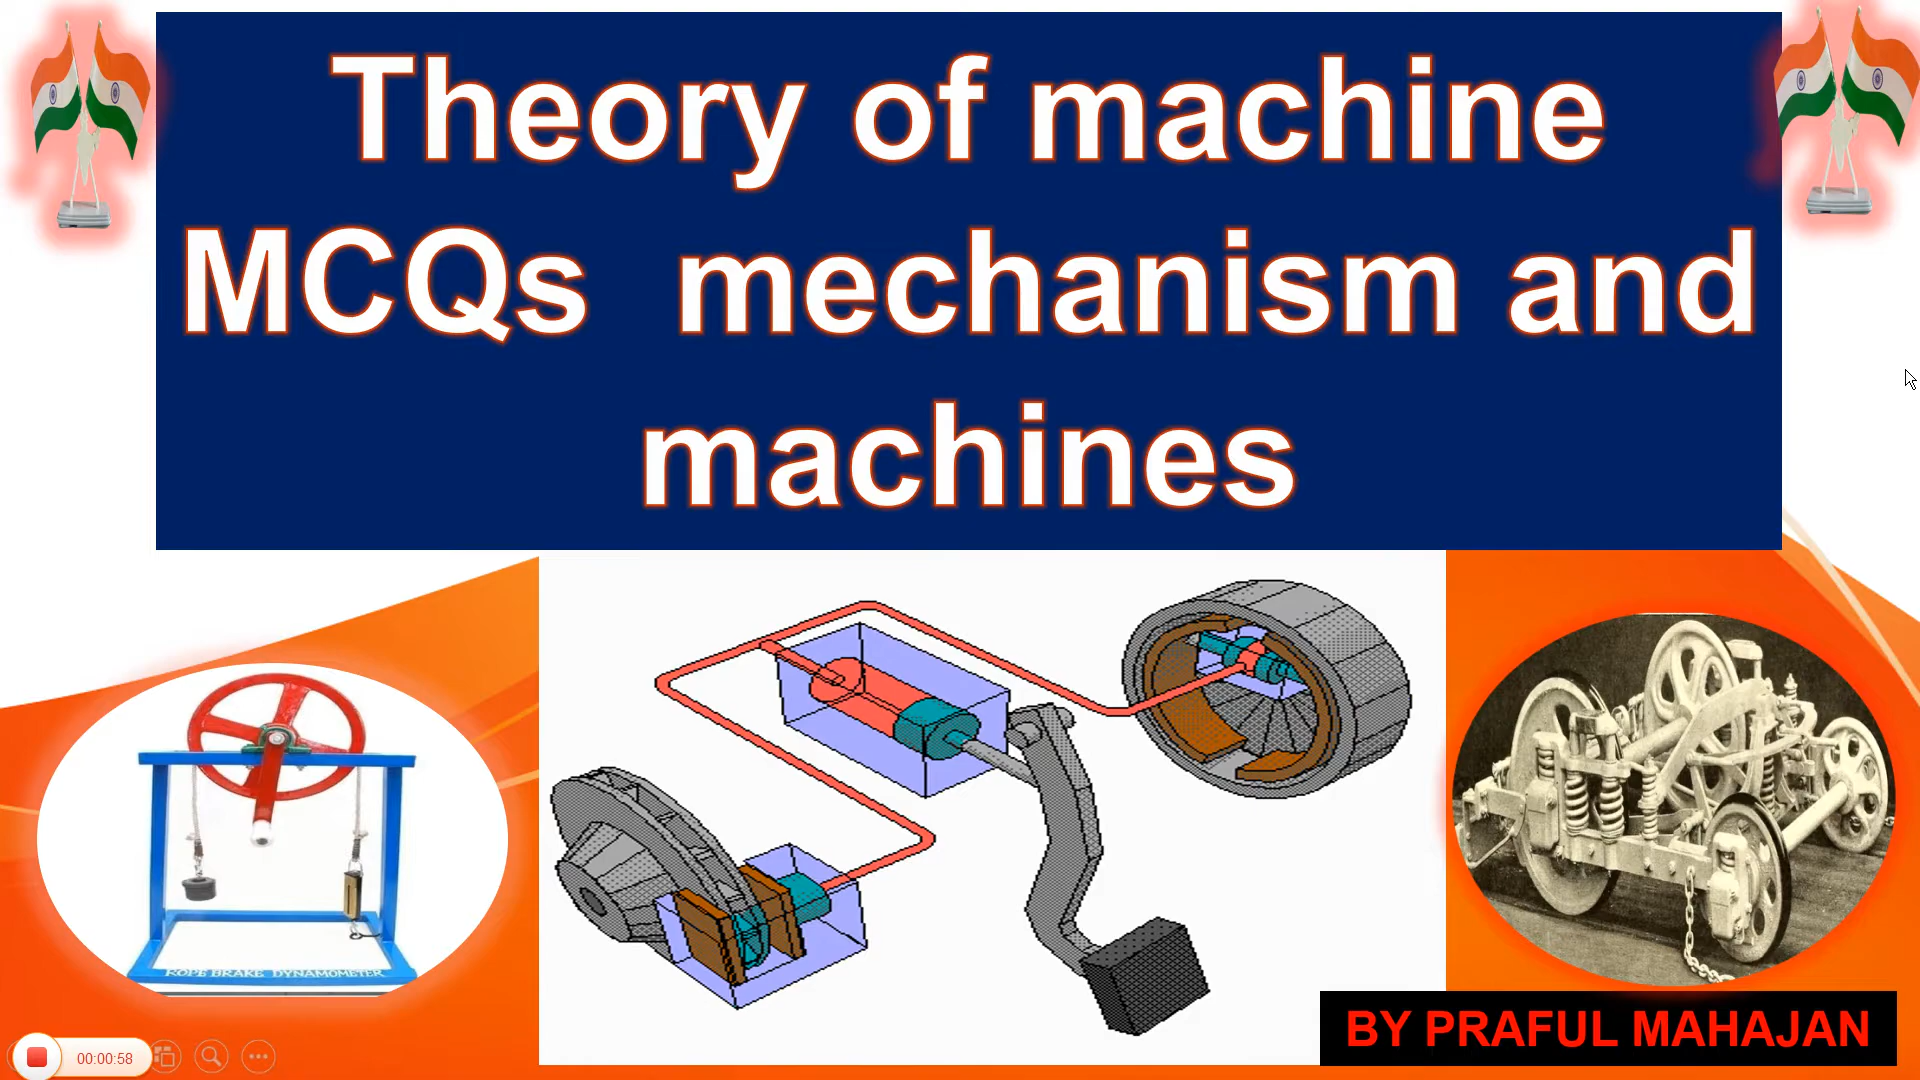 Theory of machine
MCQs mechanism and
machines
ROPE BRAKE DYNAMOMETER
BY PRAFUL MAHAJAN
00:00:58